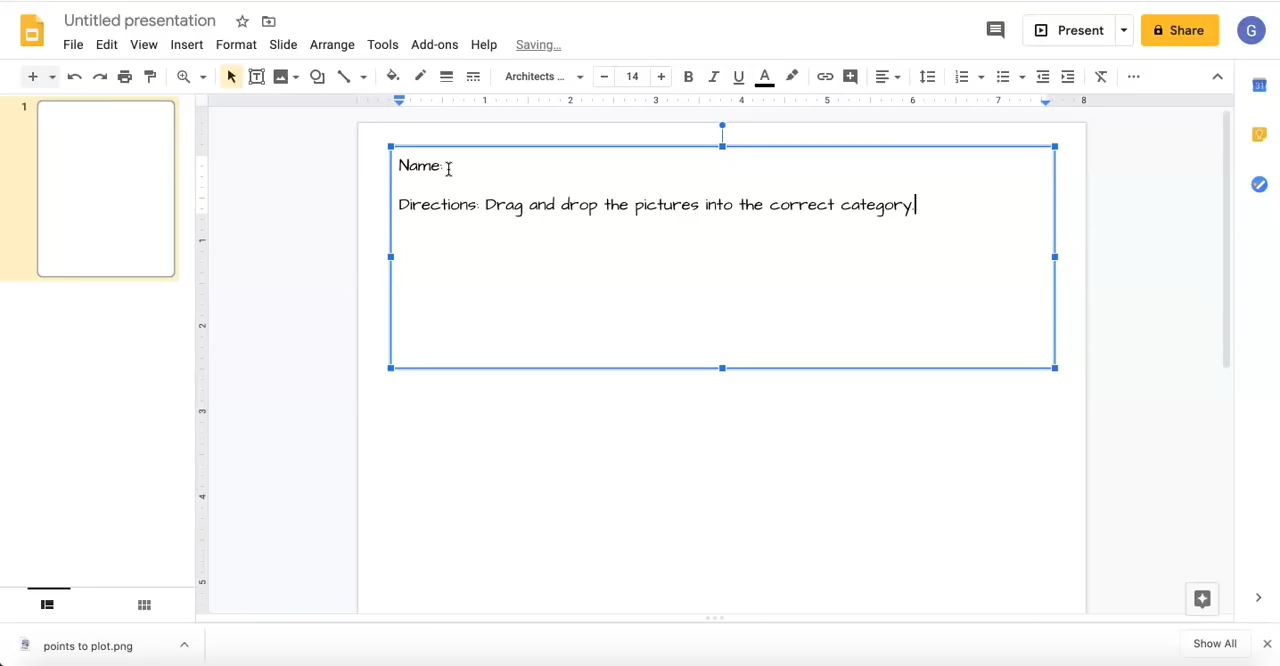 Untitled presentation
File Edit View Insert Format Slide Arrange Tools Add-ons Help Saving...
Present
Share
G
Architects ...
14
B I U A
31
1
1 2 3 4 5 6 7 8
Name:
Directions: Drag and drop the pictures into the correct category.
1
2
3
4
5
points to plot.png
Show All